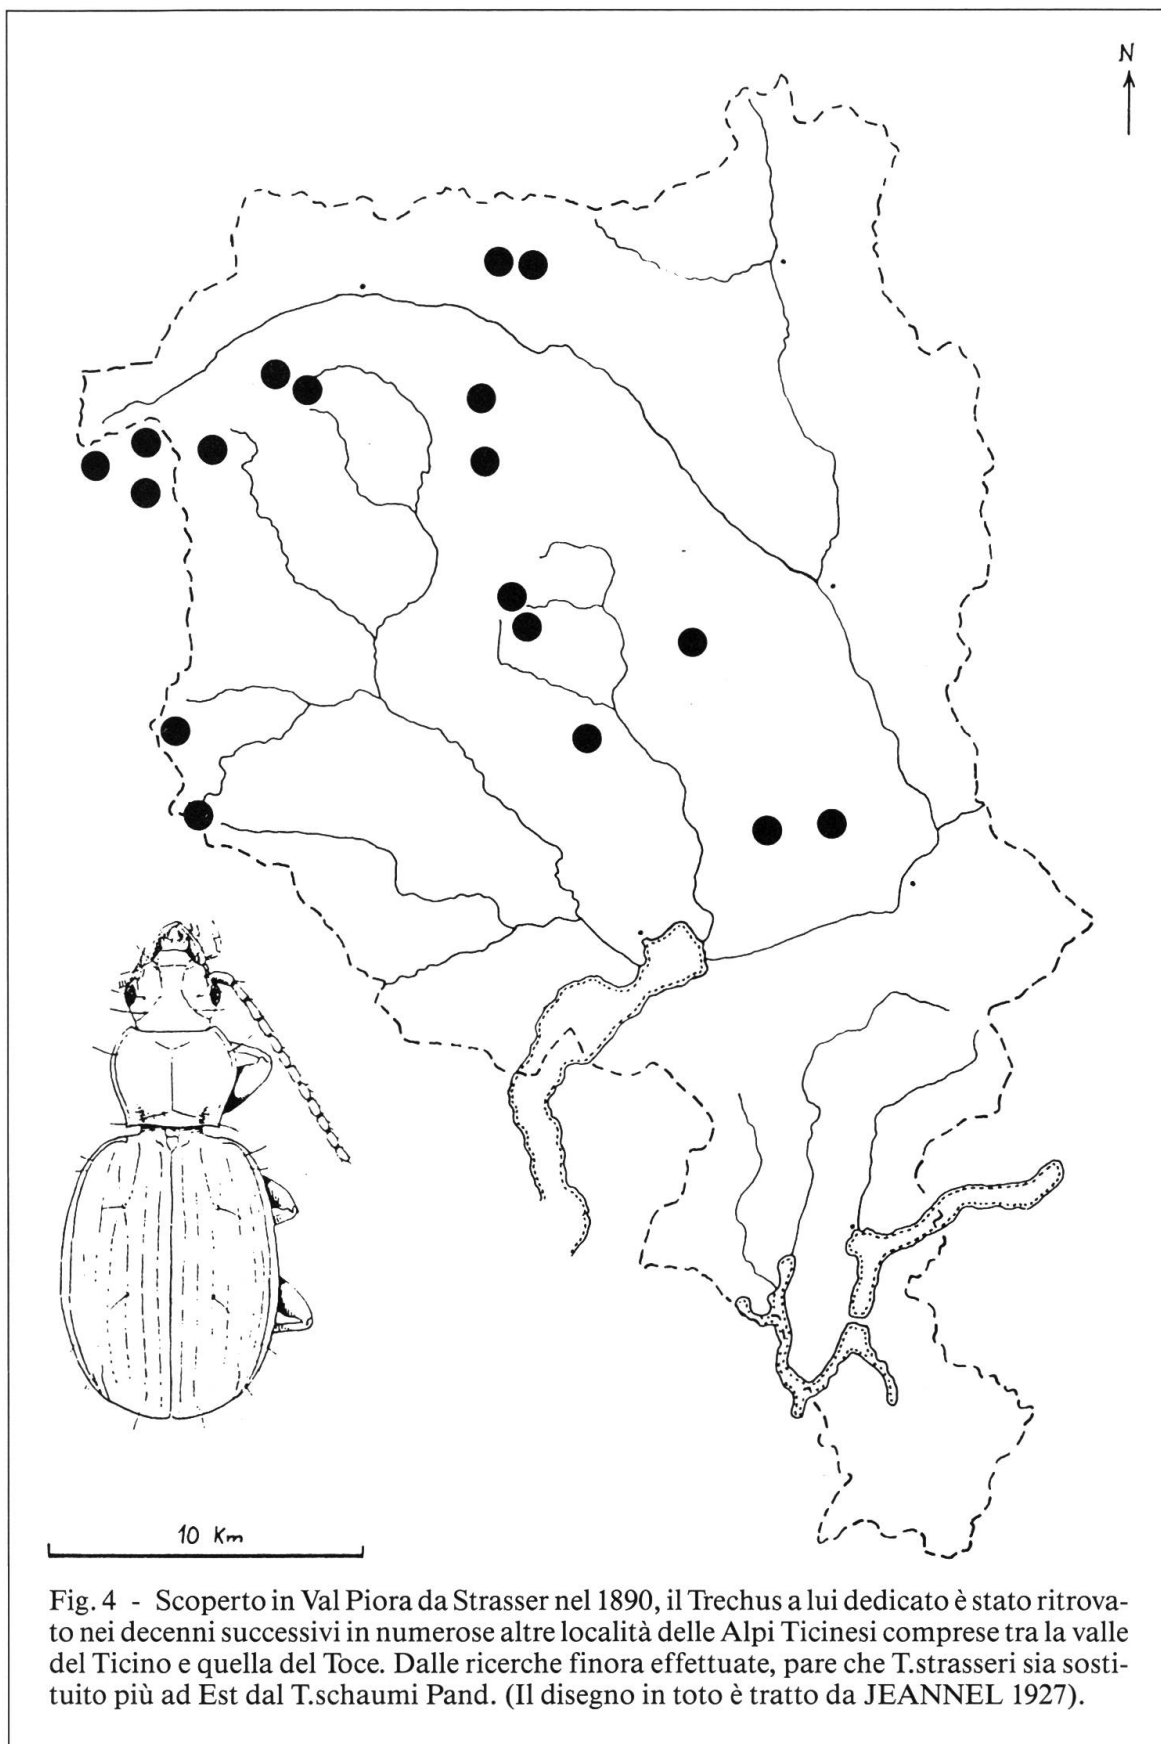 N
10 Km
Fig. 4 - Scoperto in Val Piora da Strasser nel 1890, il Trechus a lui dedicato è stato ritrova-
to nei decenni successivi in numerose altre località delle Alpi Ticinesi comprese tra la valle
del Ticino e quella del Toce. Dalle ricerche finora effettuate, pare che T.strasseri sia sosti-
tuito più ad Est dal T.schaumi Pand. (Il disegno in toto è tratto da JEANNEL 1927).